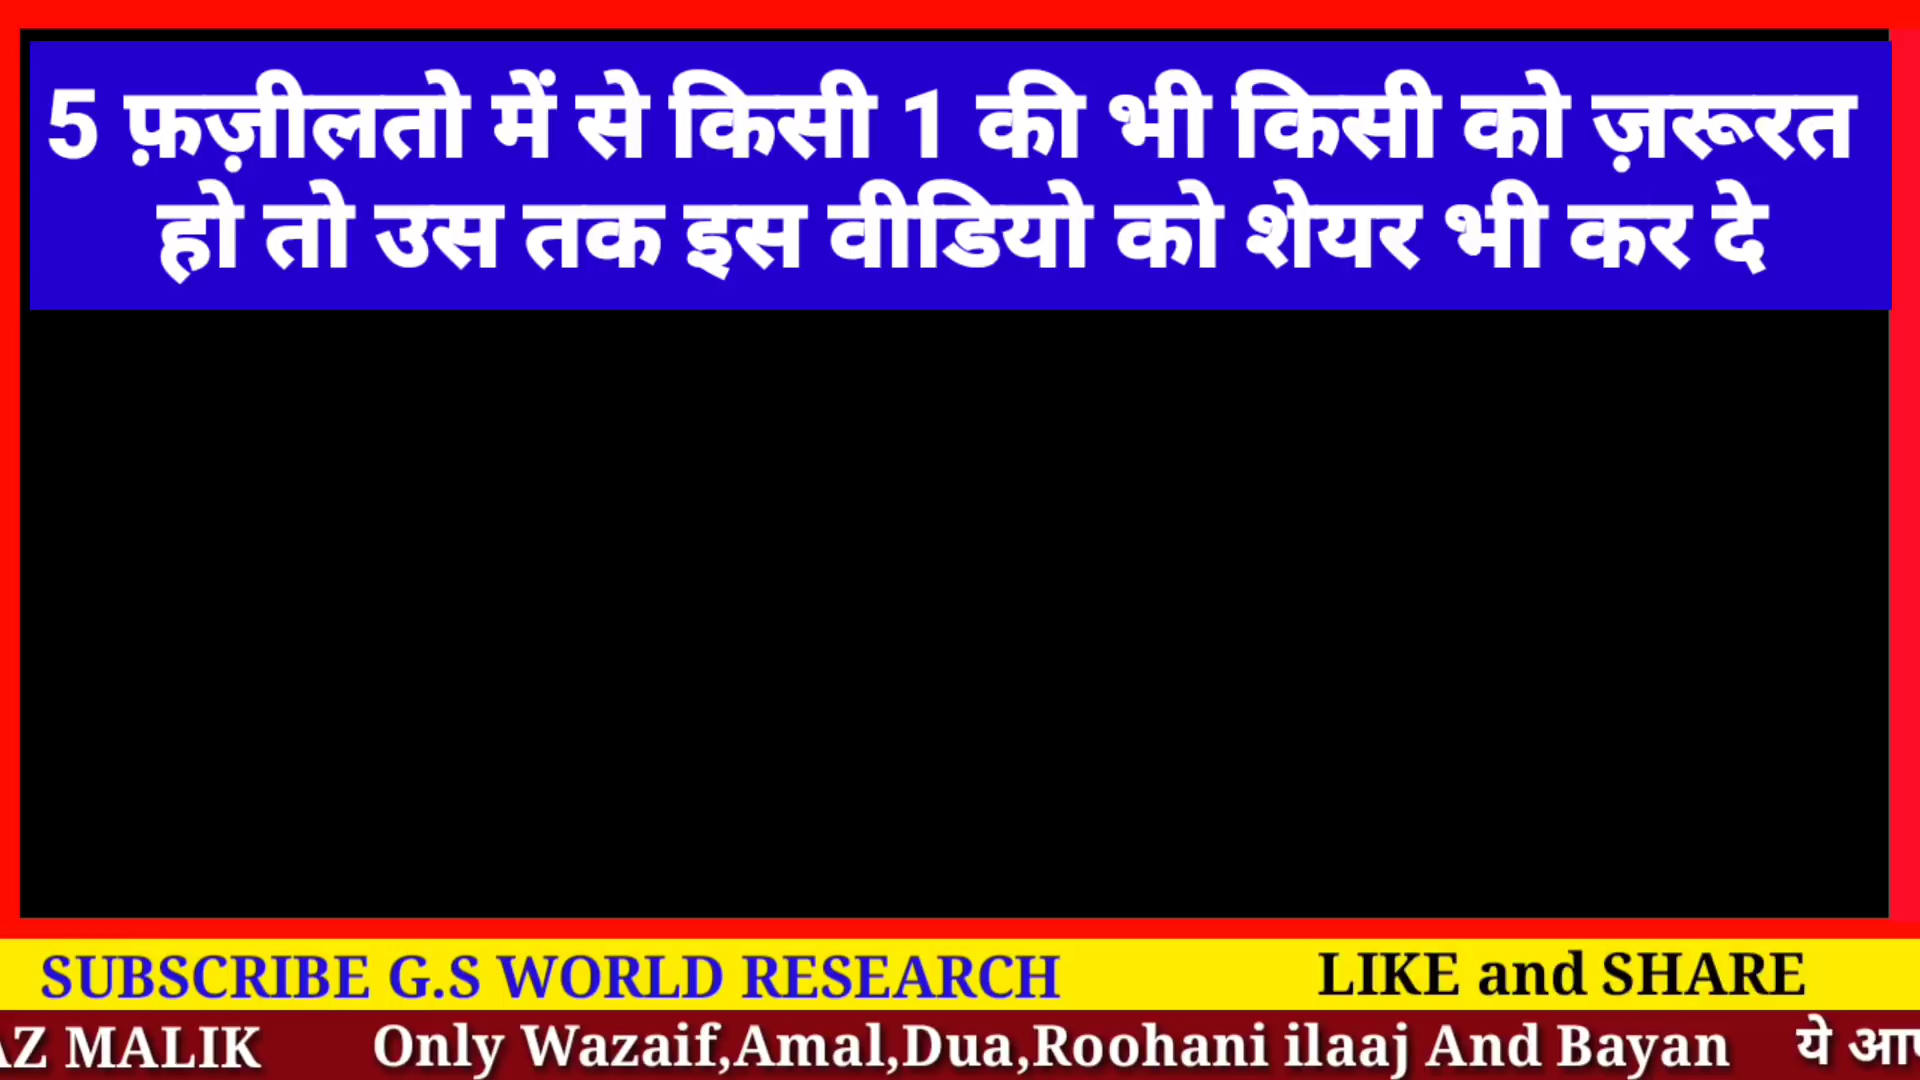 5 फ़ज़ीलतो में से किसी 1 की भी किसी को ज़रूरत
हो तो उस तक इस वीडियो को शेयर भी कर दे
SUBSCRIBE G.S WORLD RESEARCH LIKE and SHARE
AZ MALIK Only Wazaif,Amal,Dua,Roohani ilaaj And Bayan ये